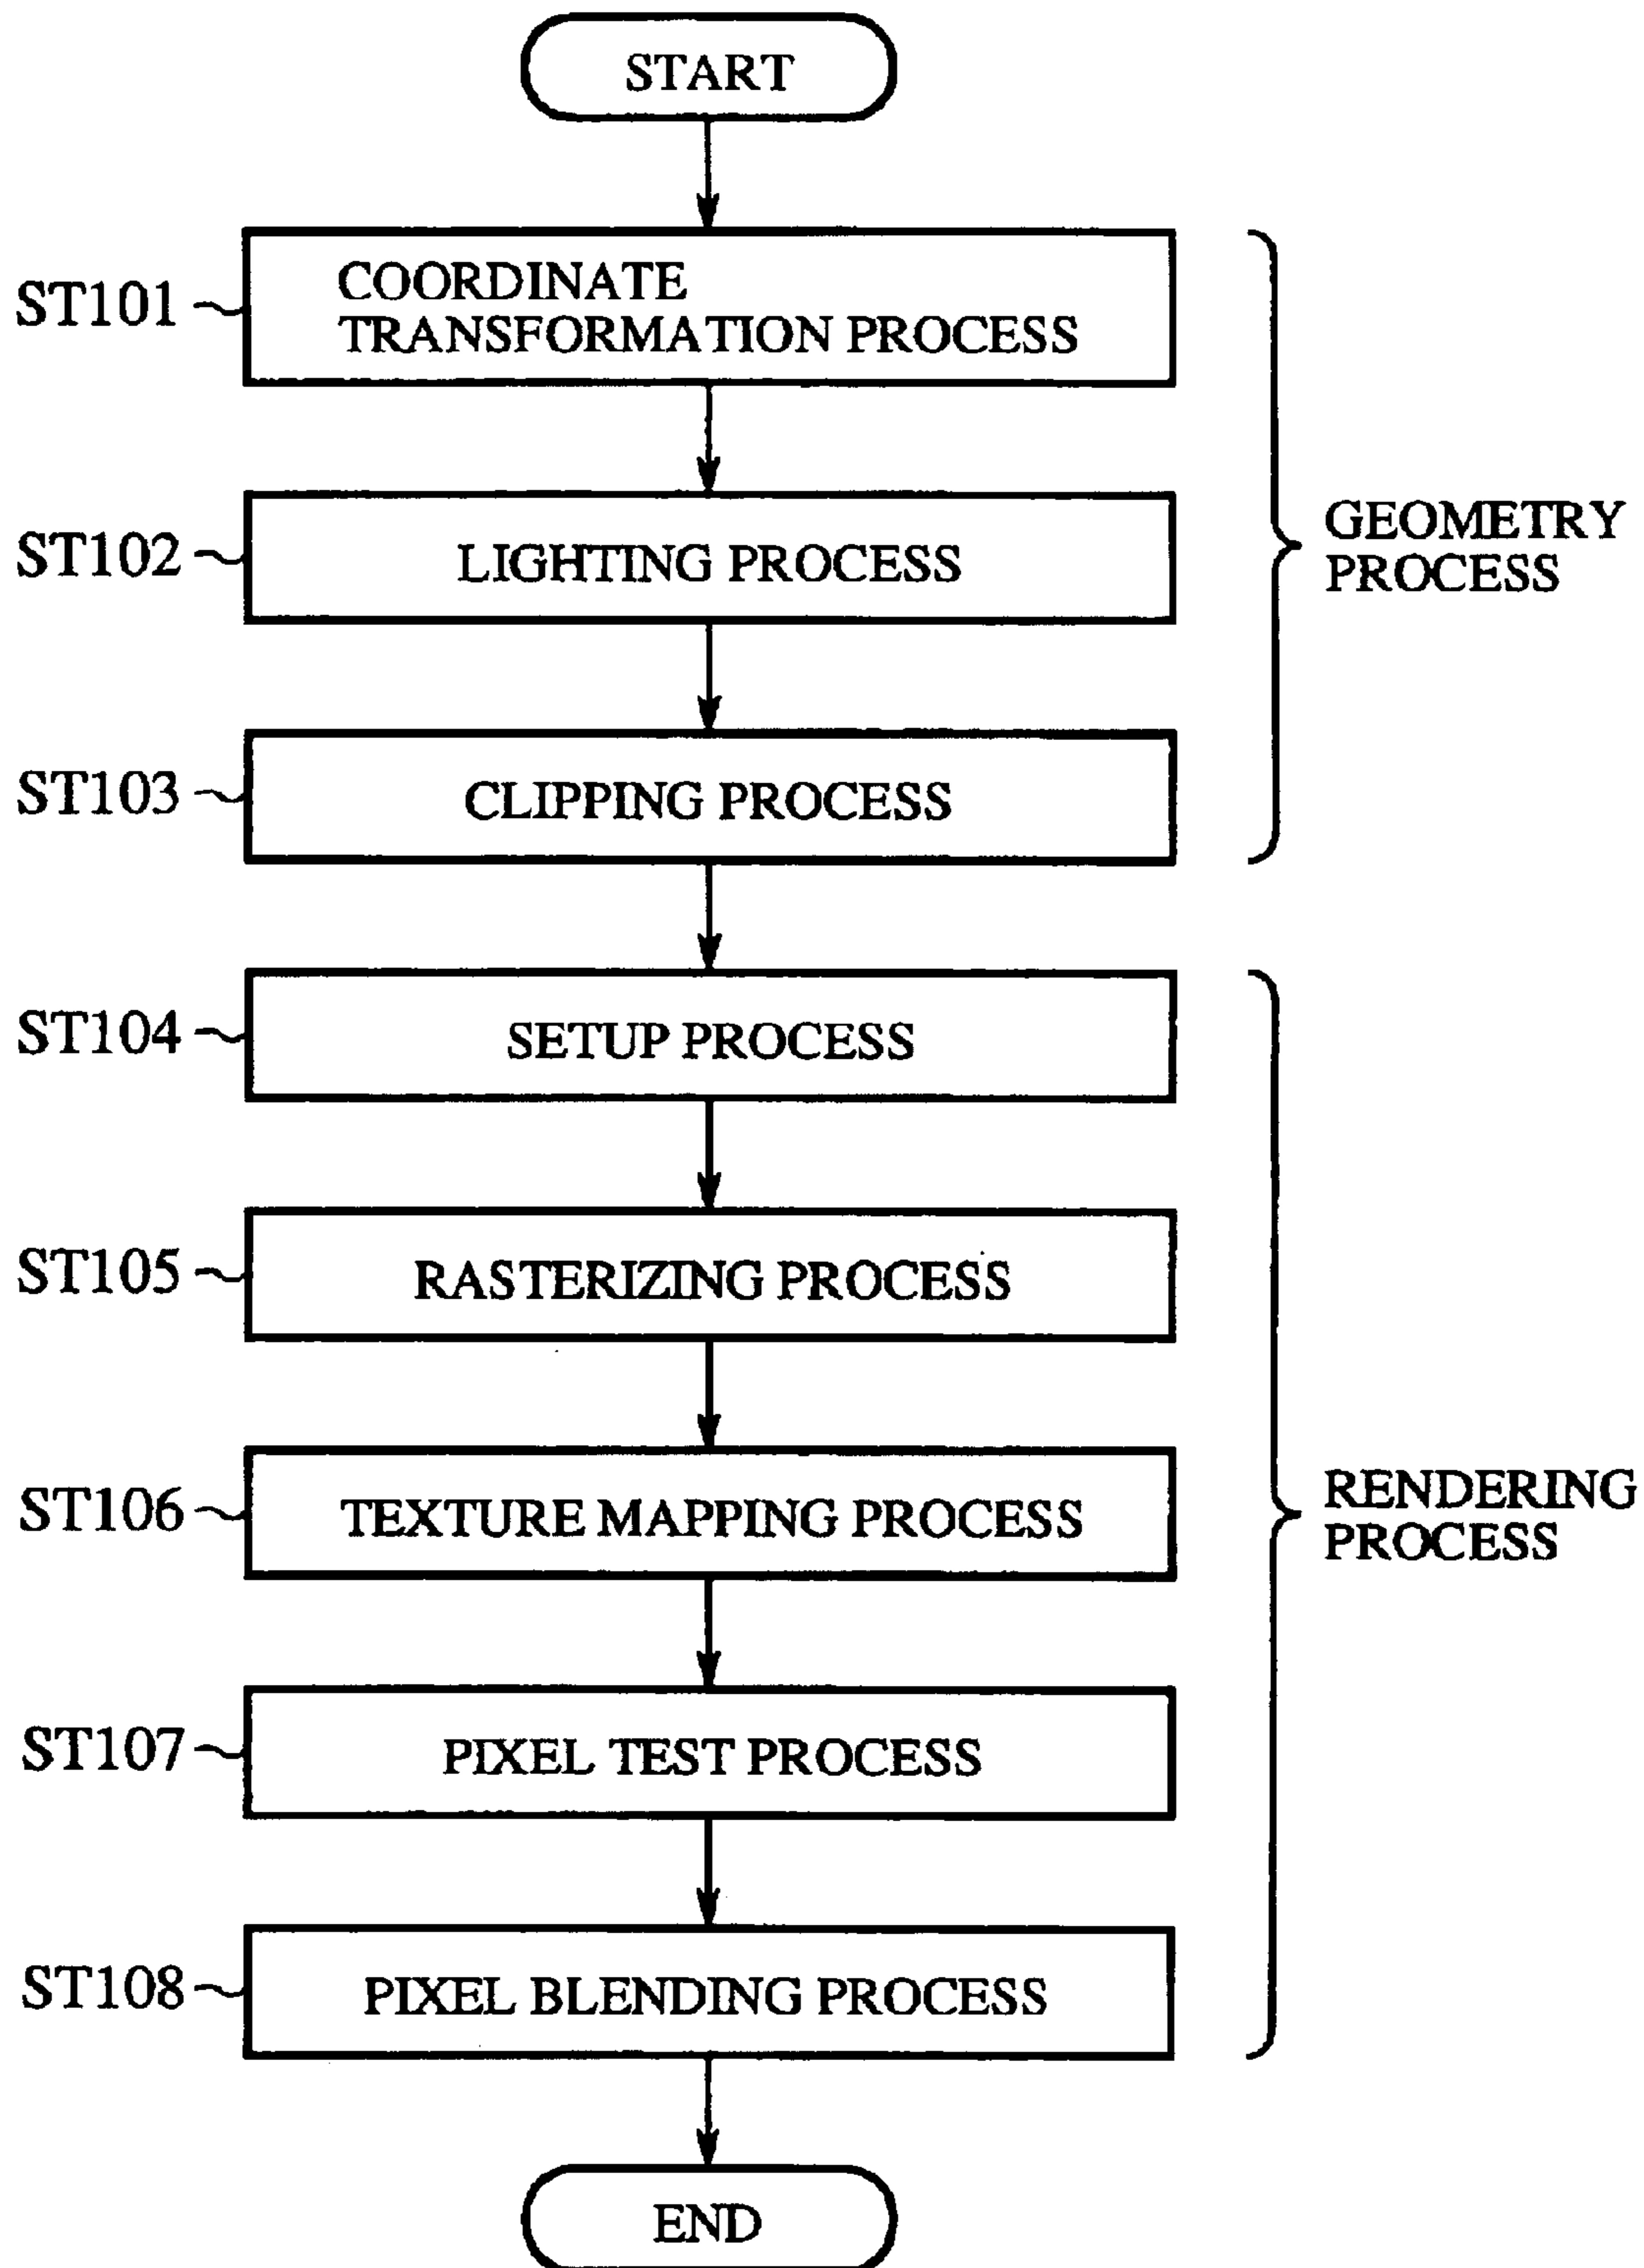 START
ST101
COORDINATE
TRANSFORMATION PROCESS
ST102
LIGHTING PROCESS
GEOMETRY
PROCESS
ST103
CLIPPING PROCESS
ST104
SETUP PROCESS
ST105
RASTERIZING PROCESS
ST106
TEXTURE MAPPING PROCESS
RENDERING
PROCESS
ST107
PIXEL TEST PROCESS
ST108
PIXEL BLENDING PROCESS
END